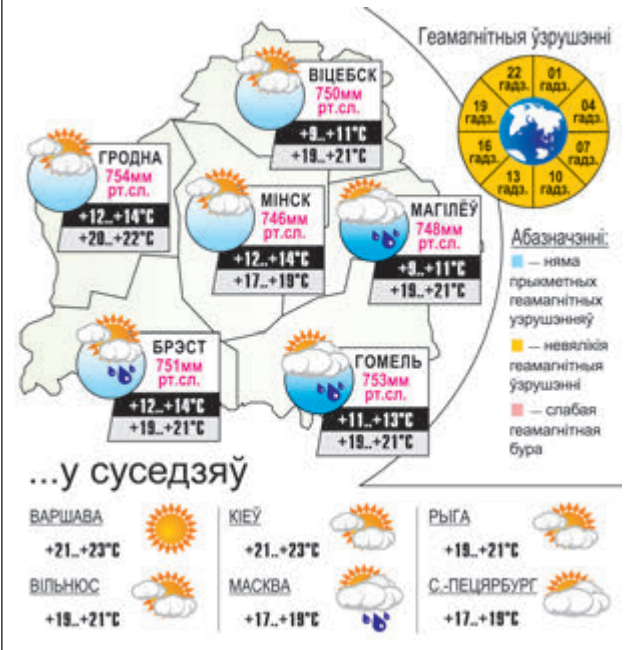 Геамагнітныя ўзрушэнні
22 гадз.
01 гадз.
04 гадз.
07 гадз.
10 гадз.
13 гадз.
16 гадз.
19 гадз.
ВІЦЕБСК
750мм
рт.сл.
+9..+11°C
+19..+21°C
ГРОДНА
754мм
рт.сл.
+12..+14°C
+20..+22°C
МІНСК
746мм
рт.сл.
+12..+14°C
+17..+19°C
МАГІЛЁЎ
748мм
рт.сл.
+9..+11°C
+19..+21°C
БРЭСТ
751мм
рт.сл.
+12..+14°C
+19..+21°C
ГОМЕЛЬ
753мм
рт.сл.
+11..+13°C
+19..+21°C
Абазначэнні:
— няма
прыкметных
геамагнітных
узрушэнняў
— невялікія
геамагнітныя
ўзрушэнні
— слабая
геамагнітная
бура
...у суседзяў
ВАРШАВА
+21..+23°C
КІЕЎ
+21..+23°C
РЫГА
+19..+21°C
ВІЛЬНЮС
+19..+21°C
МАСКВА
+17..+19°C
С.-ПЕЦЯРБУРГ
+17..+19°C